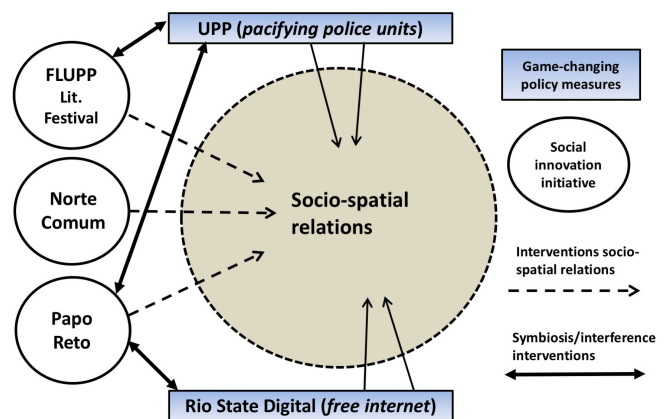 UPP (pacifying police units)
FLUPP
Lit.
Festival
Norte
Comum
Papo
Reto
Socio-spatial
relations
Rio State Digital (free internet)
Game-changing
policy measures
Social
innovation
initiative
Interventions socio-
spatial relations
Symbiosis/interference
interventions